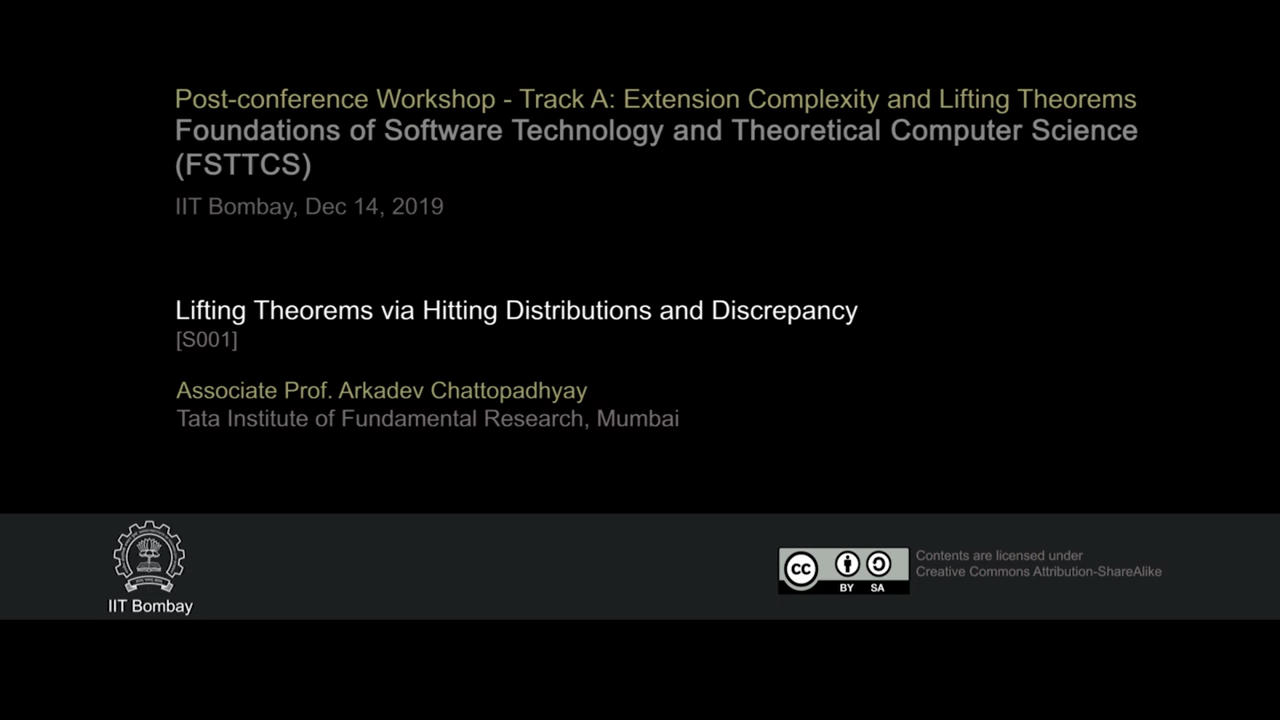 Post-conference Workshop - Track A: Extension Complexity and Lifting Theorems
Foundations of Software Technology and Theoretical Computer Science
(FSTTCS)
IIT Bombay, Dec 14, 2019
Lifting Theorems via Hitting Distributions and Discrepancy
[S001]
Associate Prof. Arkadev Chattopadhyay
Tata Institute of Fundamental Research, Mumbai
IIT Bombay
cc
BY SA
Contents are licensed under
Creative Commons Attribution-ShareAlike